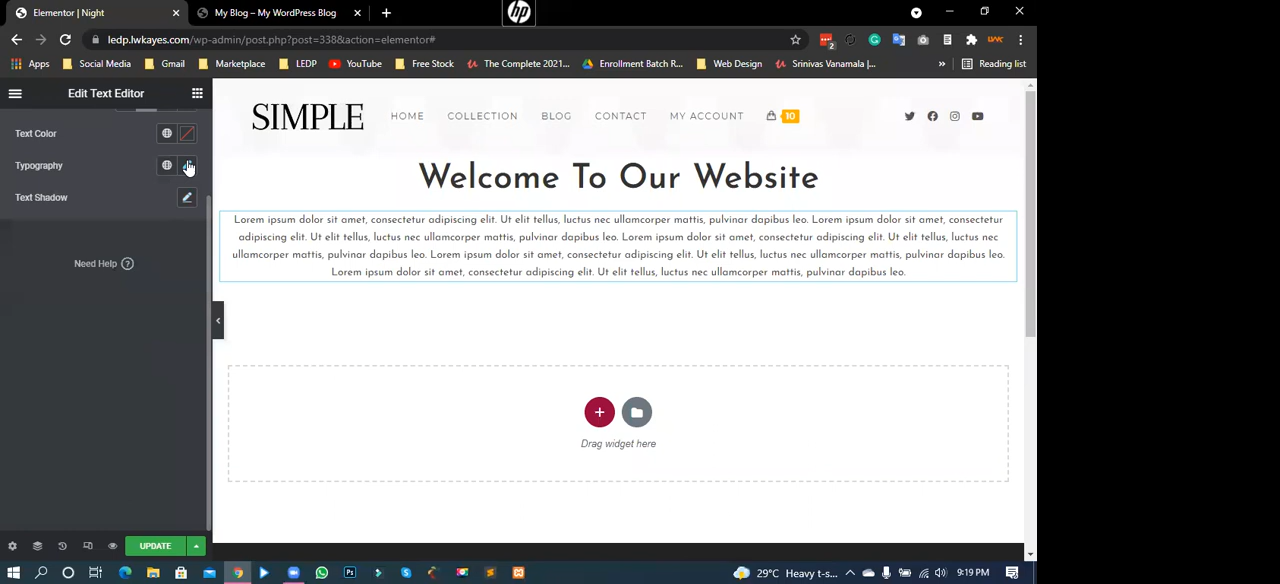 Elementor | Night
My Blog – My WordPress Blog
hp
ledp.lwkayes.com/wp-admin/post.php?post=338&action=elementor#
2
Apps Social Media Gmail Marketplace LEDP YouTube Free Stock The Complete 2021... Enrollment Batch R... Web Design Srinivas Vanamala |... » Reading list
Edit Text Editor
Text Color
Typography
Text Shadow
Need Help ?
UPDATE
SIMPLE HOME COLLECTION BLOG CONTACT MY ACCOUNT 10
Welcome To Our Website
Lorem ipsum dolor sit amet, consectetur adipiscing elit. Ut elit tellus, luctus nec ullamcorper mattis, pulvinar dapibus leo. Lorem ipsum dolor sit amet, consectetur
adipiscing elit. Ut elit tellus, luctus nec ullamcorper mattis, pulvinar dapibus leo. Lorem ipsum dolor sit amet, consectetur adipiscing elit. Ut elit tellus, luctus nec
ullamcorper mattis, pulvinar dapibus leo. Lorem ipsum dolor sit amet, consectetur adipiscing elit. Ut elit tellus, luctus nec ullamcorper mattis, pulvinar dapibus leo.
Lorem ipsum dolor sit amet, consectetur adipiscing elit. Ut elit tellus, luctus nec ullamcorper mattis, pulvinar dapibus leo.
Drag widget here
29°C Heavy t-s... 9:19 PM